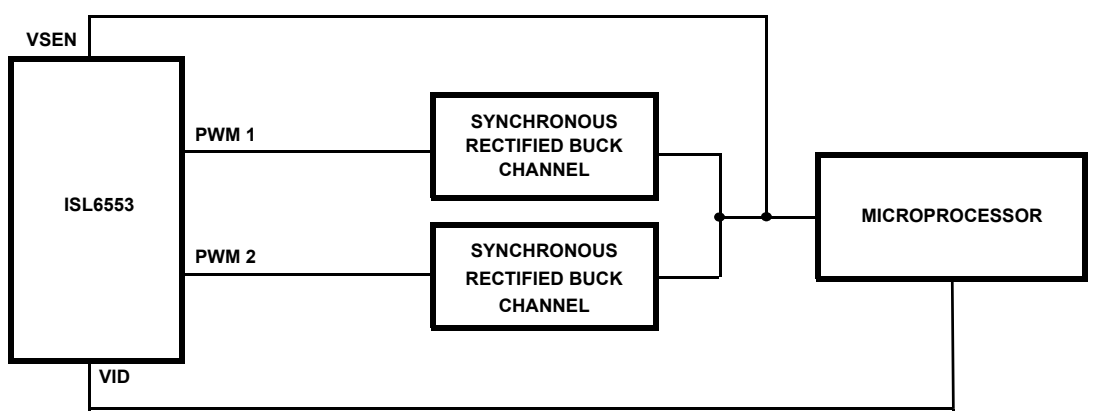 VSEN
PWM 1
SYNCHRONOUS
RECTIFIED BUCK
CHANNEL
ISL6553
MICROPROCESSOR
PWM 2
SYNCHRONOUS
RECTIFIED BUCK
CHANNEL
VID